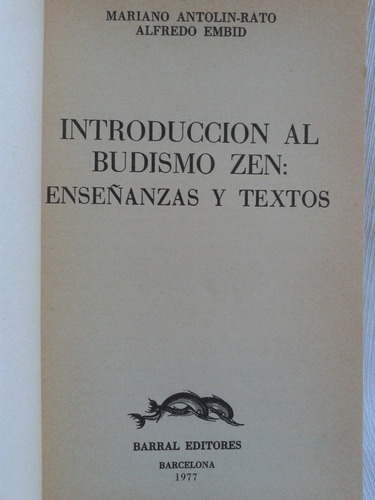 MARIANO ANTOLIN-RATO
ALFREDO EMBID
INTRODUCCION AL
BUDISMO ZEN:
ENSEÑANZAS Y TEXTOS
BARRAL EDITORES
BARCELONA
1977